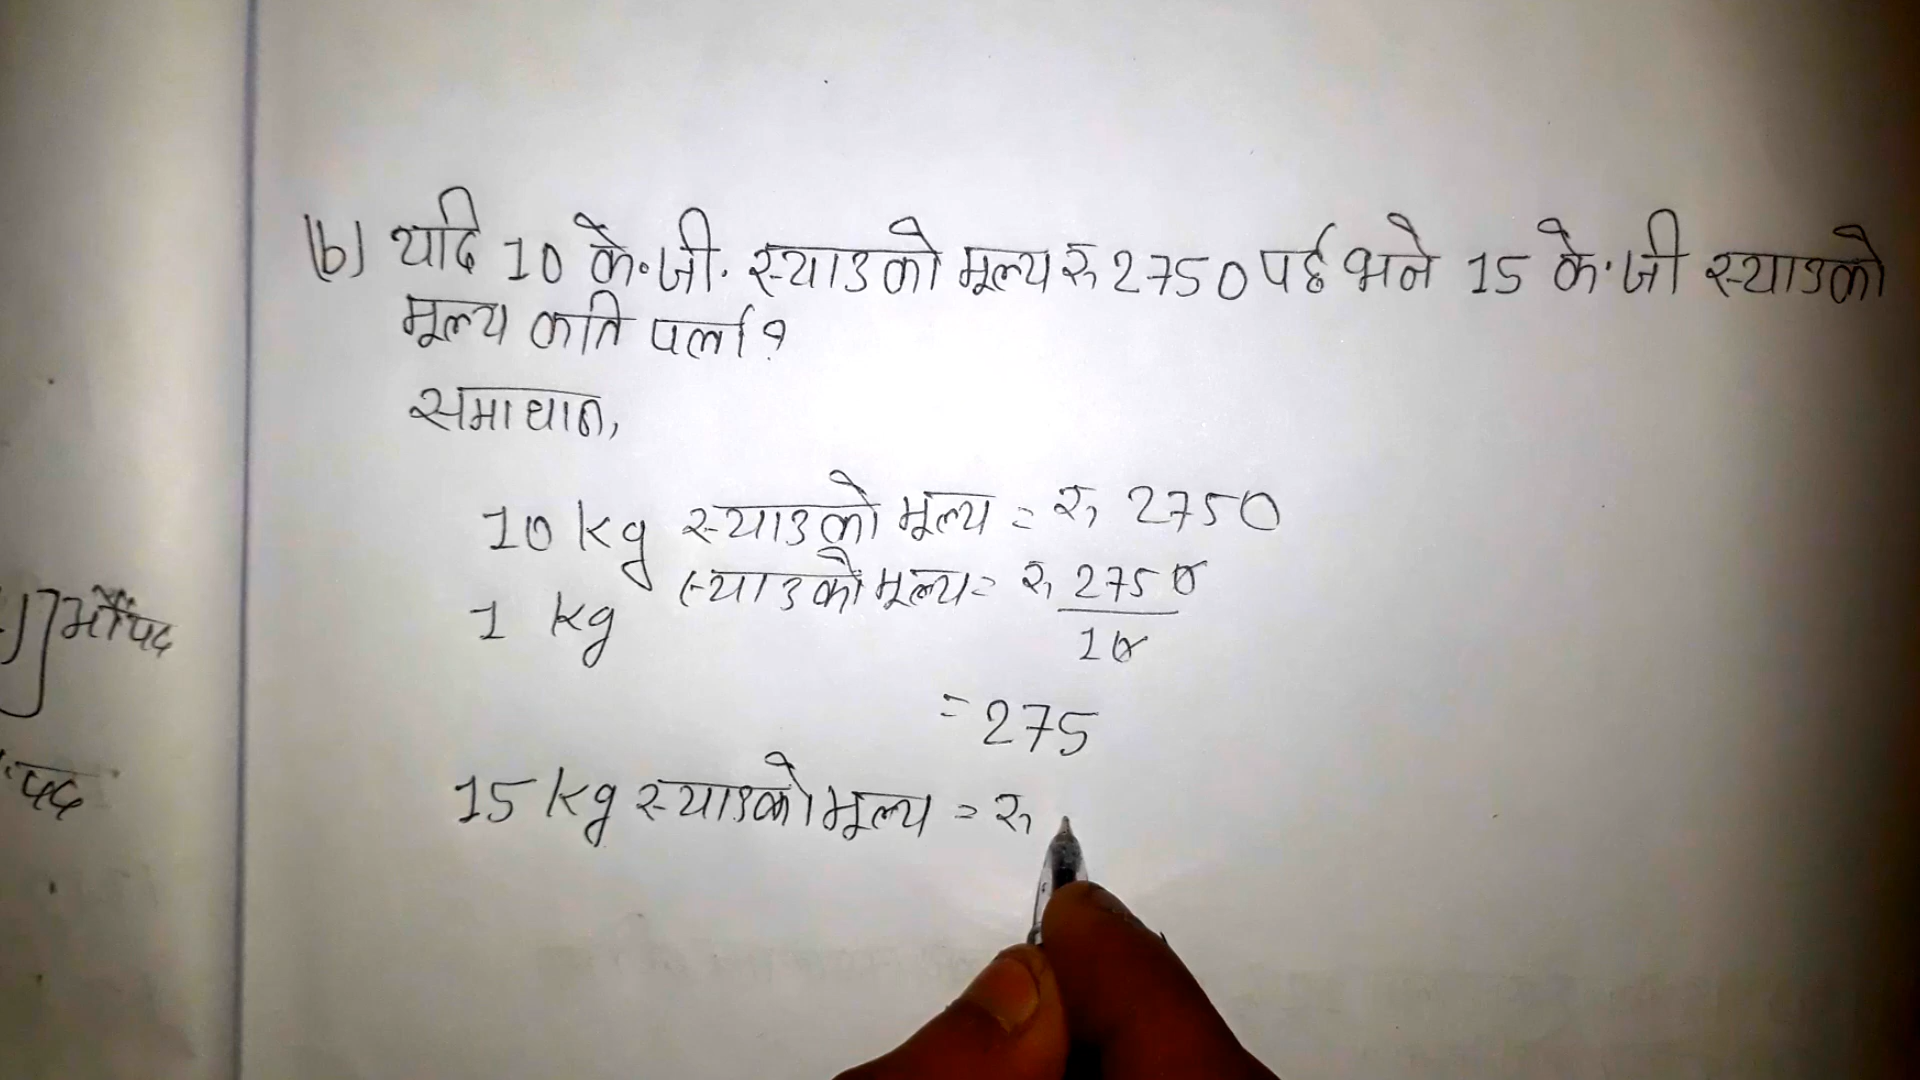 (b) यदि 10 के.जी. स्याउको मूल्य रु 2750 पर्छ भने 15 के.जी स्याउको
मूल्य कति पर्ला?
समाधान,
10 kg स्याउको मूल्य = रु 2750
1 kg स्याउको मूल्य = रु 2750
10
= 275
15 kg स्याउको मूल्य = रु
पद